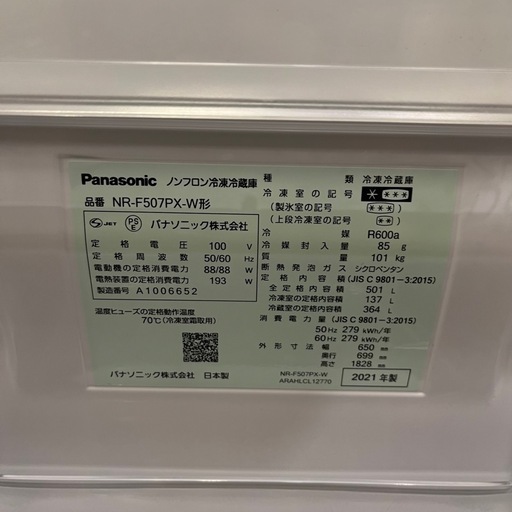 Panasonic ノンフロン冷凍冷蔵庫
品番 NR-F507PX-W形
S JET PS E パナソニック株式会社
定格電圧 100 V
定格周波数 50/60 Hz
電動機の定格消費電力 88/88 W
電熱装置の定格消費電力 193 W
製造番号 A1006652
温度ヒューズの定格動作温度
70℃(冷凍室霜取用)
パナソニック株式会社 日本製
種類 冷凍冷蔵庫
冷凍室の記号 * ***
(製氷室の記号 ***)
(上段冷凍室の記号 **)
冷媒 R600a
冷媒封入量 85 g
質量 101 kg
断熱発泡ガス シクロペンタン
定格内容積 (JIS C 9801-3:2015)
全定格内容積 501 L
冷凍室の定格内容積 137 L
冷蔵室の定格内容積 364 L
消費電力量 (JIS C 9801-3:2015)
50Hz 279 kWh/年
60Hz 279 kWh/年
外形寸法 幅 650 mm
奥行 699 mm
高さ 1828 mm
NR-F507PX-W
ARAHLCL12770
2021年製